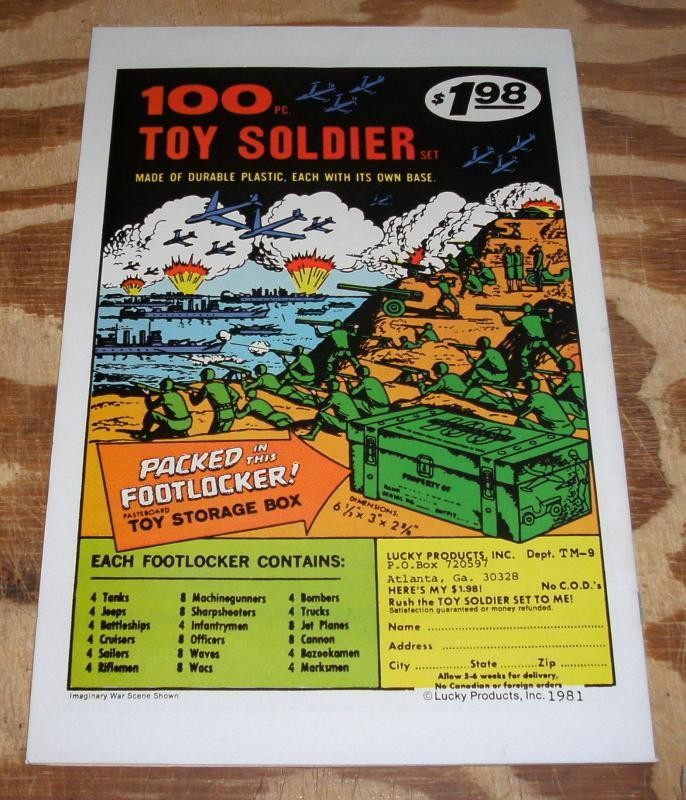 100 PC.
$1.98
TOY SOLDIER SET
MADE OF DURABLE PLASTIC, EACH WITH ITS OWN BASE.
PACKED IN THIS
FOOTLOCKER!
PASTEBOARD
TOY STORAGE BOX
PROPERTY OF
DIMENSIONS:
6 ½" × 3" × 2⅜"
EACH FOOTLOCKER CONTAINS:
4 Tanks
4 Jeeps
4 Battleships
4 Cruisers
4 Sailors
4 Riflemen
8 Machinegunners
8 Sharpshooters
4 Infantrymen
8 Officers
8 Waves
8 Wacs
4 Bombers
4 Trucks
8 Jet Planes
8 Cannon
4 Bazookamen
4 Marksmen
LUCKY PRODUCTS, INC. Dept. TM-9
P.O.Box 720597
Atlanta, Ga. 30328
HERE'S MY $1.98! No C.O.D.'s
Rush the TOY SOLDIER SET TO ME!
Satisfaction guaranteed or money refunded.
Name
Address
City State Zip
Allow 5-6 weeks for delivery,
No Canadian or foreign orders
Imaginary War Scene Shown
© Lucky Products, Inc. 1981